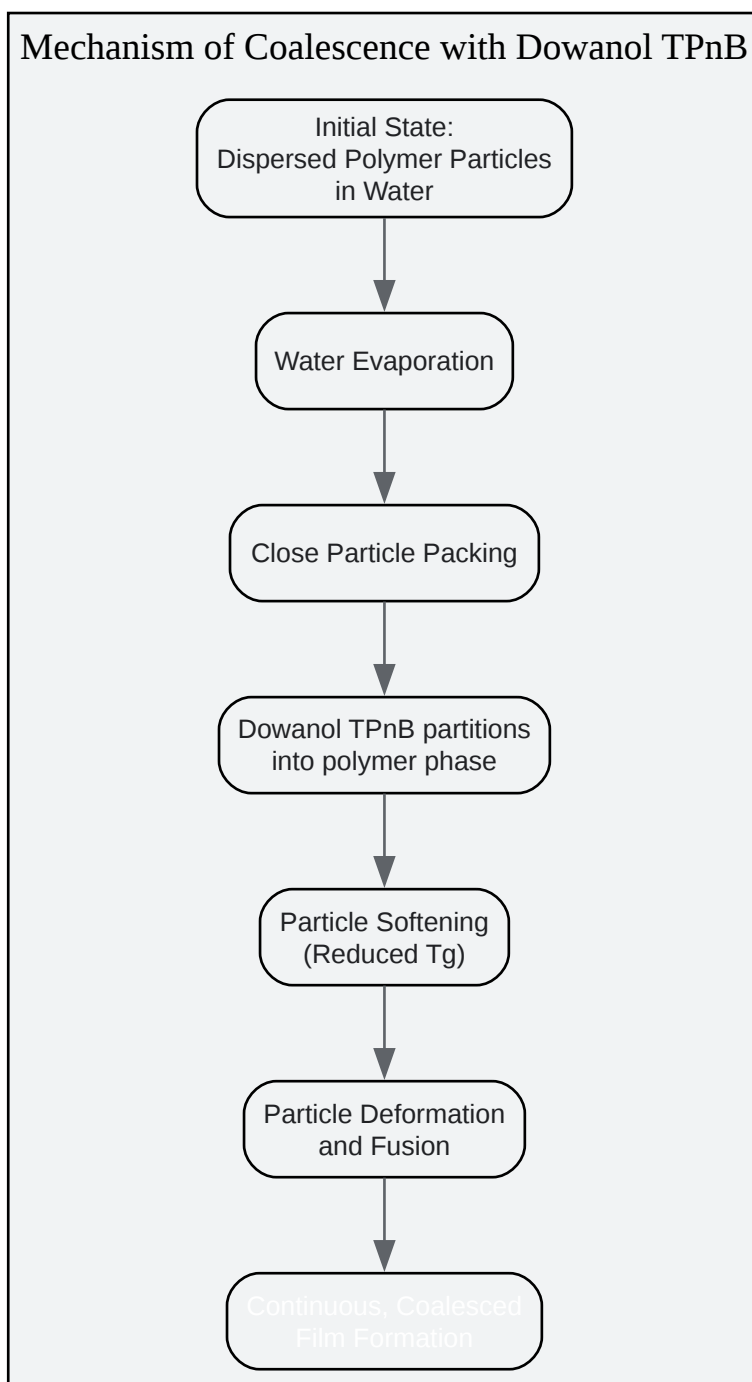 Mechanism of Coalescence with Dowanol TPnB
Initial State:
Dispersed Polymer Particles
in Water
Water Evaporation
Close Particle Packing
Dowanol TPnB partitions
into polymer phase
Particle Softening
(Reduced Tg)
Particle Deformation
and Fusion
Continuous, Coalesced
Film Formation